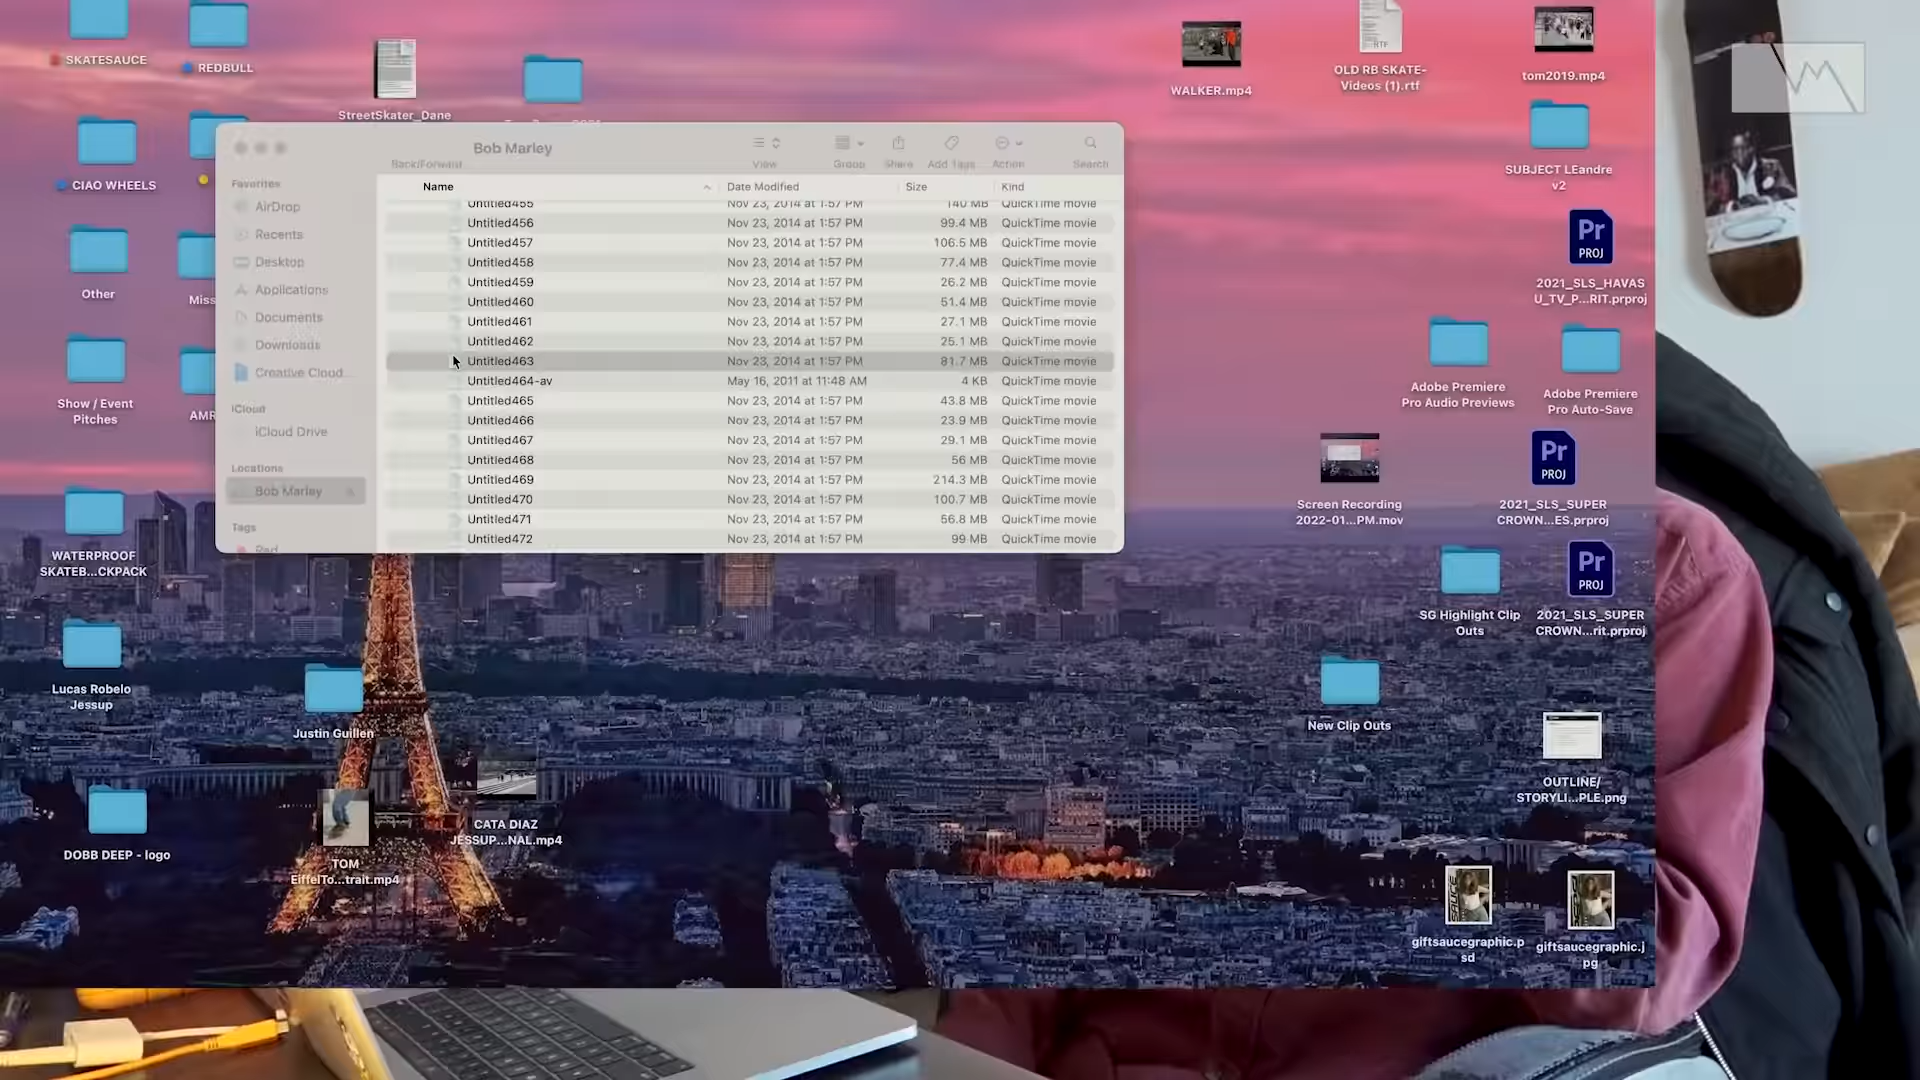 SKATESAUCE
REDBULL
StreetSkater_Dane
WALKER.mp4
RTF
OLD RB SKATE-
Videos (1).rtf
tom2019.mp4
CIAO WHEELS
SUBJECT LEandre
v2
Bob Marley
Back/Forward
View
Group
Share
Add Tags
Action
Search
Name
Date Modified
Size
Kind
Untitled455 Nov 23, 2014 at 1:57 PM 140 MB QuickTime movie
Untitled456 Nov 23, 2014 at 1:57 PM 99.4 MB QuickTime movie
Untitled457 Nov 23, 2014 at 1:57 PM 106.5 MB QuickTime movie
Untitled458 Nov 23, 2014 at 1:57 PM 77.4 MB QuickTime movie
Untitled459 Nov 23, 2014 at 1:57 PM 26.2 MB QuickTime movie
Untitled460 Nov 23, 2014 at 1:57 PM 51.4 MB QuickTime movie
Untitled461 Nov 23, 2014 at 1:57 PM 27.1 MB QuickTime movie
Untitled462 Nov 23, 2014 at 1:57 PM 25.1 MB QuickTime movie
Untitled463 Nov 23, 2014 at 1:57 PM 81.7 MB QuickTime movie
Untitled464-av May 16, 2011 at 11:48 AM 4 KB QuickTime movie
Untitled465 Nov 23, 2014 at 1:57 PM 43.8 MB QuickTime movie
Untitled466 Nov 23, 2014 at 1:57 PM 23.9 MB QuickTime movie
Untitled467 Nov 23, 2014 at 1:57 PM 29.1 MB QuickTime movie
Untitled468 Nov 23, 2014 at 1:57 PM 56 MB QuickTime movie
Untitled469 Nov 23, 2014 at 1:57 PM 214.3 MB QuickTime movie
Untitled470 Nov 23, 2014 at 1:57 PM 100.7 MB QuickTime movie
Untitled471 Nov 23, 2014 at 1:57 PM 56.8 MB QuickTime movie
Untitled472 Nov 23, 2014 at 1:57 PM 99 MB QuickTime movie
Favorites
AirDrop
Recents
Desktop
Applications
Documents
Downloads
Creative Cloud...
iCloud
iCloud Drive
Locations
Bob Marley
Tags
Red
Other
Miss
Show / Event
Pitches
AMR
WATERPROOF
SKATEB...CKPACK
Lucas Robelo
Jessup
Justin Guillen
DOBB DEEP - logo
TOM
EiffelTo...trait.mp4
CATA DIAZ
JESSUP...NAL.mp4
Pr
PROJ
2021_SLS_HAVAS
U_TV_P...RIT.prproj
Adobe Premiere
Pro Audio Previews
Adobe Premiere
Pro Auto-Save
Screen Recording
2022-01...PM.mov
Pr
PROJ
2021_SLS_SUPER
CROWN...ES.prproj
SG Highlight Clip
Outs
Pr
PROJ
2021_SLS_SUPER
CROWN...rit.prproj
New Clip Outs
OUTLINE/
STORYLI...PLE.png
giftsaucegraphic.p
sd
giftsaucegraphic.j
pg